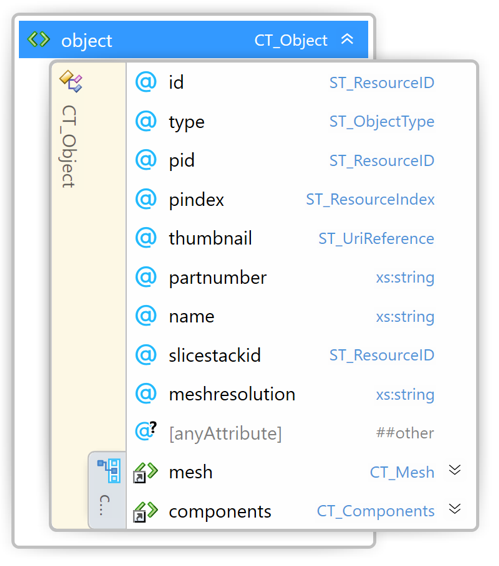 object CT_Object
CT_Object
@ id ST_ResourceID
@ type ST_ObjectType
@ pid ST_ResourceID
@ pindex ST_ResourceIndex
@ thumbnail ST_UriReference
@ partnumber xs:string
@ name xs:string
@ slicestackid ST_ResourceID
@ meshresolution xs:string
@? [anyAttribute] ##other
mesh CT_Mesh
components CT_Components
C...